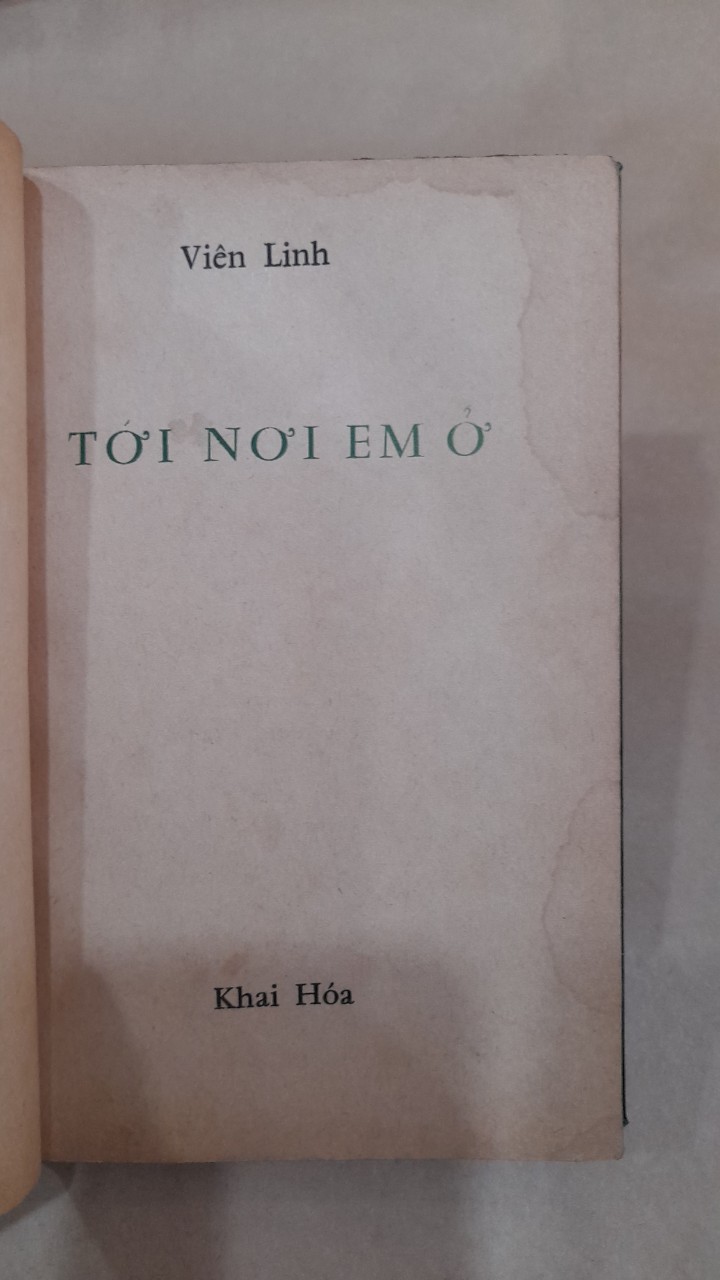 Viên Linh
TỚI NƠI EM Ở
Khai Hóa